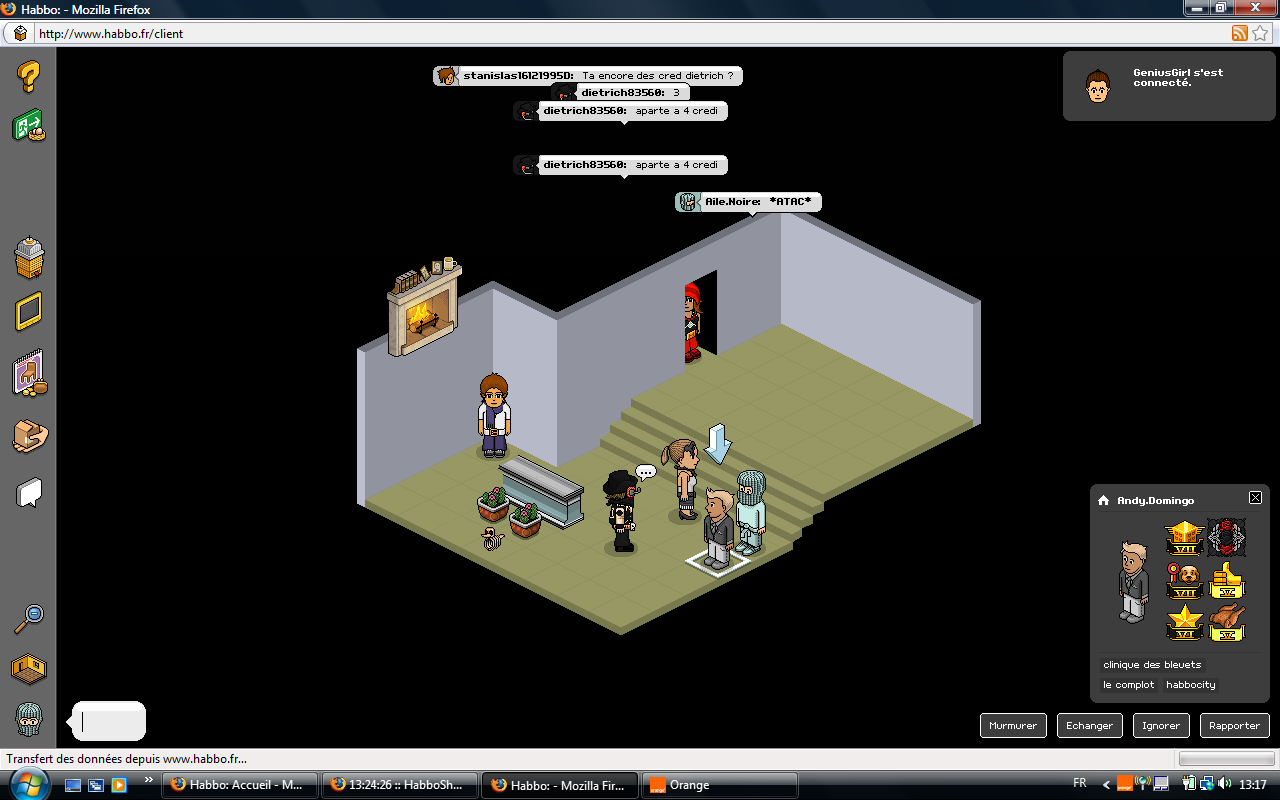 Habbo: - Mozilla Firefox
http://www.habbo.fr/client
stanislas16121995D: Ta encore des cred dietrich ?
dietrich83560: 3
dietrich83560: aparte a 4 credi
dietrich83560: aparte a 4 credi
Aile.Noire: *ATAC*
GeniusGirl s'est
connecté.
...
Andy.Domingo
clinique des bleuets
le complot habbocity
Murmurer Echanger Ignorer Rapporter
Transfert des données depuis www.habbo.fr...
» Habbo: Accueil - M... 13:24:26 :: HabboSh... Habbo: - Mozilla Fir... Orange FR 13:17